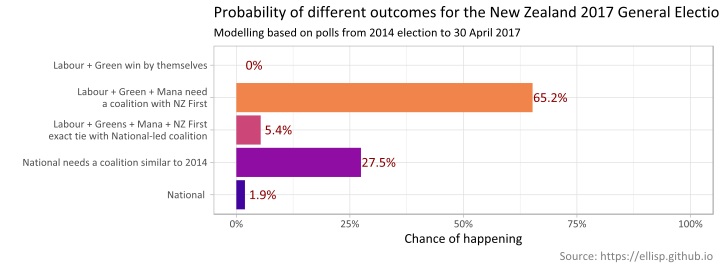 Probability of different outcomes for the New Zealand 2017 General Electio
Modelling based on polls from 2014 election to 30 April 2017
Labour + Green win by themselves
0%
Labour + Green + Mana need
a coalition with NZ First
65.2%
Labour + Greens + Mana + NZ First
exact tie with National-led coalition
5.4%
National needs a coalition similar to 2014
27.5%
National
1.9%
0% 25% 50% 75% 100%
Chance of happening
Source: https://ellisp.github.io